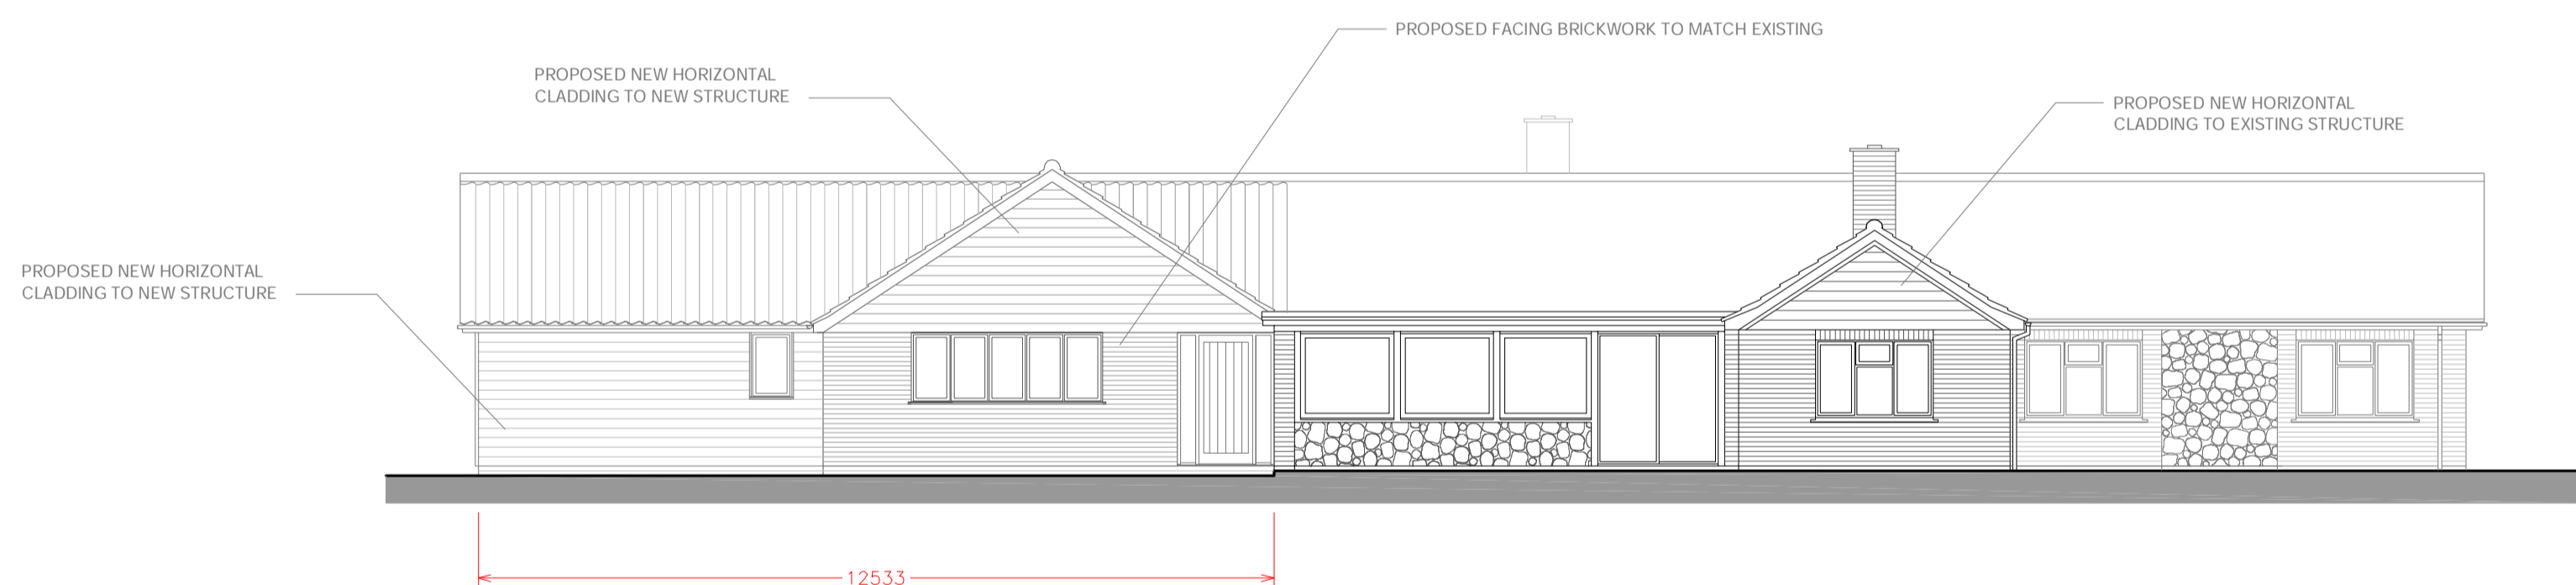 PROPOSED FACING BRICKWORK TO MATCH EXISTING
PROPOSED NEW HORIZONTAL
CLADDING TO NEW STRUCTURE
PROPOSED NEW HORIZONTAL
CLADDING TO EXISTING STRUCTURE
PROPOSED NEW HORIZONTAL
CLADDING TO NEW STRUCTURE
12533